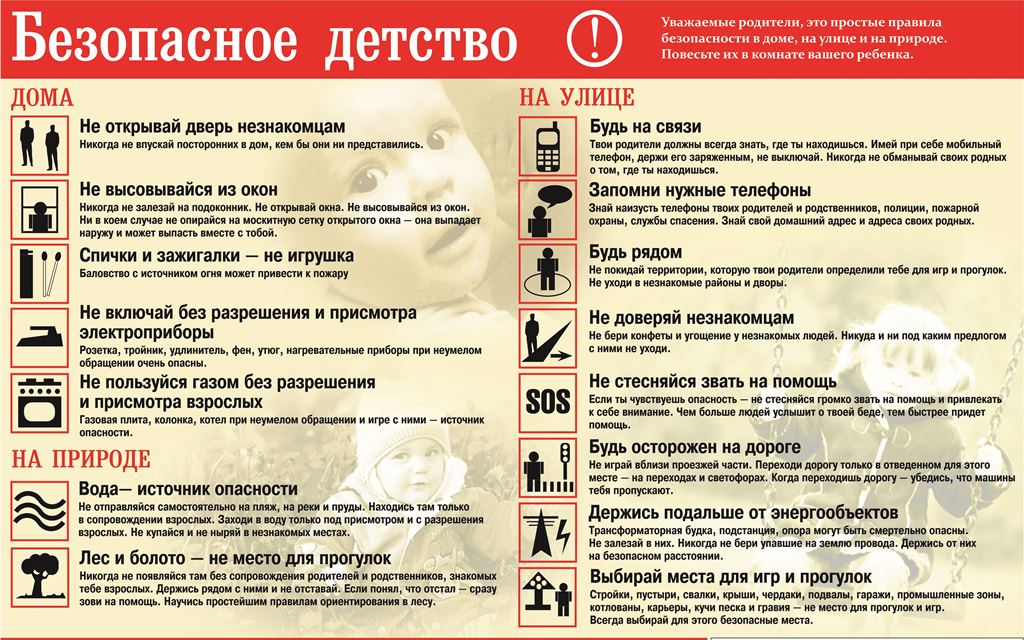 Безопасное детство
!
Уважаемые родители, это простые правила
безопасности в доме, на улице и на природе.
Повесьте их в комнате вашего ребенка.
ДОМА
Не открывай дверь незнакомцам
Никогда не впускай посторонних в дом, кем бы они ни представились.
Не высовывайся из окон
Никогда не залезай на подоконник. Не открывай окна. Не высовывайся из окон.
Ни в коем случае не опирайся на москитную сетку открытого окна — она выпадает
наружу и может выпасть вместе с тобой.
Спички и зажигалки — не игрушка
Баловство с источником огня может привести к пожару
Не включай без разрешения и присмотра
электроприборы
Розетка, тройник, удлинитель, фен, утюг, нагревательные приборы при неумелом
обращении очень опасны.
Не пользуйся газом без разрешения
и присмотра взрослых
Газовая плита, колонка, котел при неумелом обращении и игре с ними — источник
опасности.
НА ПРИРОДЕ
Вода— источник опасности
Не отправляйся самостоятельно на пляж, на реки и пруды. Находись там только
в сопровождении взрослых. Заходи в воду только под присмотром и с разрешения
взрослых. Не купайся и не ныряй в незнакомых местах.
Лес и болото — не место для прогулок
Никогда не появляйся там без сопровождения родителей и родственников, знакомых
тебе взрослых. Держись рядом с ними и не отставай. Если понял, что отстал — сразу
зови на помощь. Научись простейшим правилам ориентирования в лесу.
НА УЛИЦЕ
Будь на связи
Твои родители должны всегда знать, где ты находишься. Имей при себе мобильный
телефон, держи его заряженным, не выключай. Никогда не обманывай своих родных
о том, где ты находишься.
Запомни нужные телефоны
Знай наизусть телефоны твоих родителей и родственников, полиции, пожарной
охраны, службы спасения. Знай свой домашний адрес и адреса своих родных.
Будь рядом
Не покидай территории, которую твои родители определили тебе для игр и прогулок.
Не уходи в незнакомые районы и дворы.
Не доверяй незнакомцам
Не бери конфеты и угощение у незнакомых людей. Никуда и ни под каким предлогом
с ними не уходи.
SOS
Не стесняйся звать на помощь
Если ты чувствуешь опасность — не стесняйся громко звать на помощь и привлекать
к себе внимание. Чем больше людей услышит о твоей беде, тем быстрее придет
помощь.
Будь осторожен на дороге
Не играй вблизи проезжей части. Переходи дорогу только в отведенном для этого
месте — на переходах и светофорах. Когда переходишь дорогу — убедись, что машины
тебя пропускают.
Держись подальше от энергообъектов
Трансформаторная будка, подстанция, опора могут быть смертельно опасны.
Не залезай в них. Никогда не бери упавшие на землю провода. Держись от них
на безопасном расстоянии.
Выбирай места для игр и прогулок
Стройки, пустыри, свалки, крыши, чердаки, подвалы, гаражи, промышленные зоны,
котлованы, карьеры, кучи песка и гравия — не место для прогулок и игр.
Всегда выбирай для этого безопасные места.